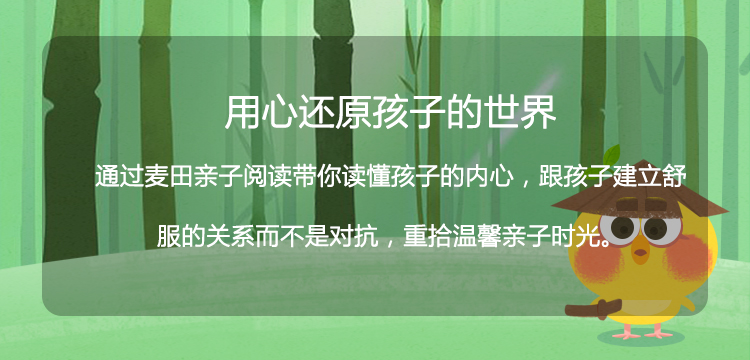 用心还原孩子的世界
通过麦田亲子阅读带你读懂孩子的内心，跟孩子建立舒
服的关系而不是对抗，重拾温馨亲子时光。